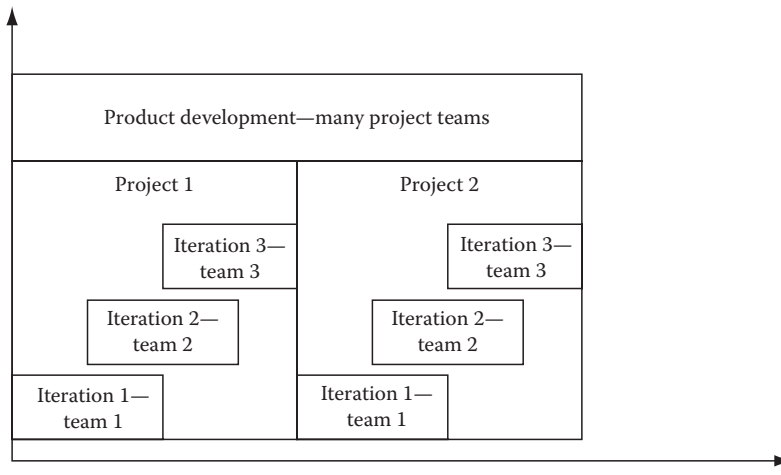 Product development—many project teams
Project 1
Project 2
Iteration 3—
team 3
Iteration 3—
team 3
Iteration 2—
team 2
Iteration 2—
team 2
Iteration 1—
team 1
Iteration 1—
team 1